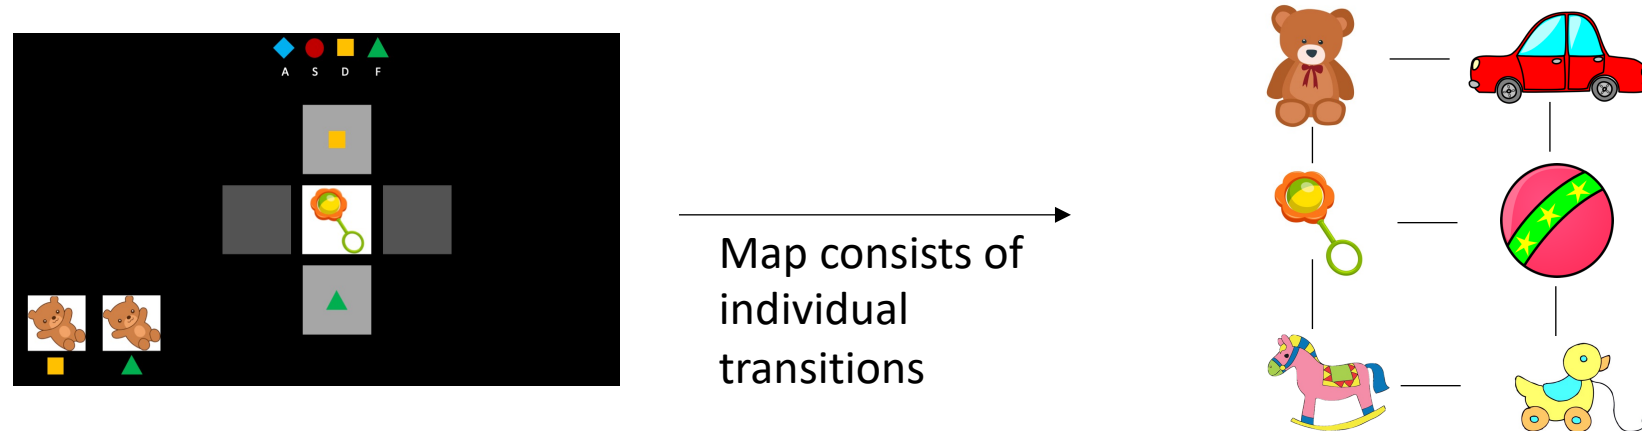 A S D F
Map consists of
individual
transitions